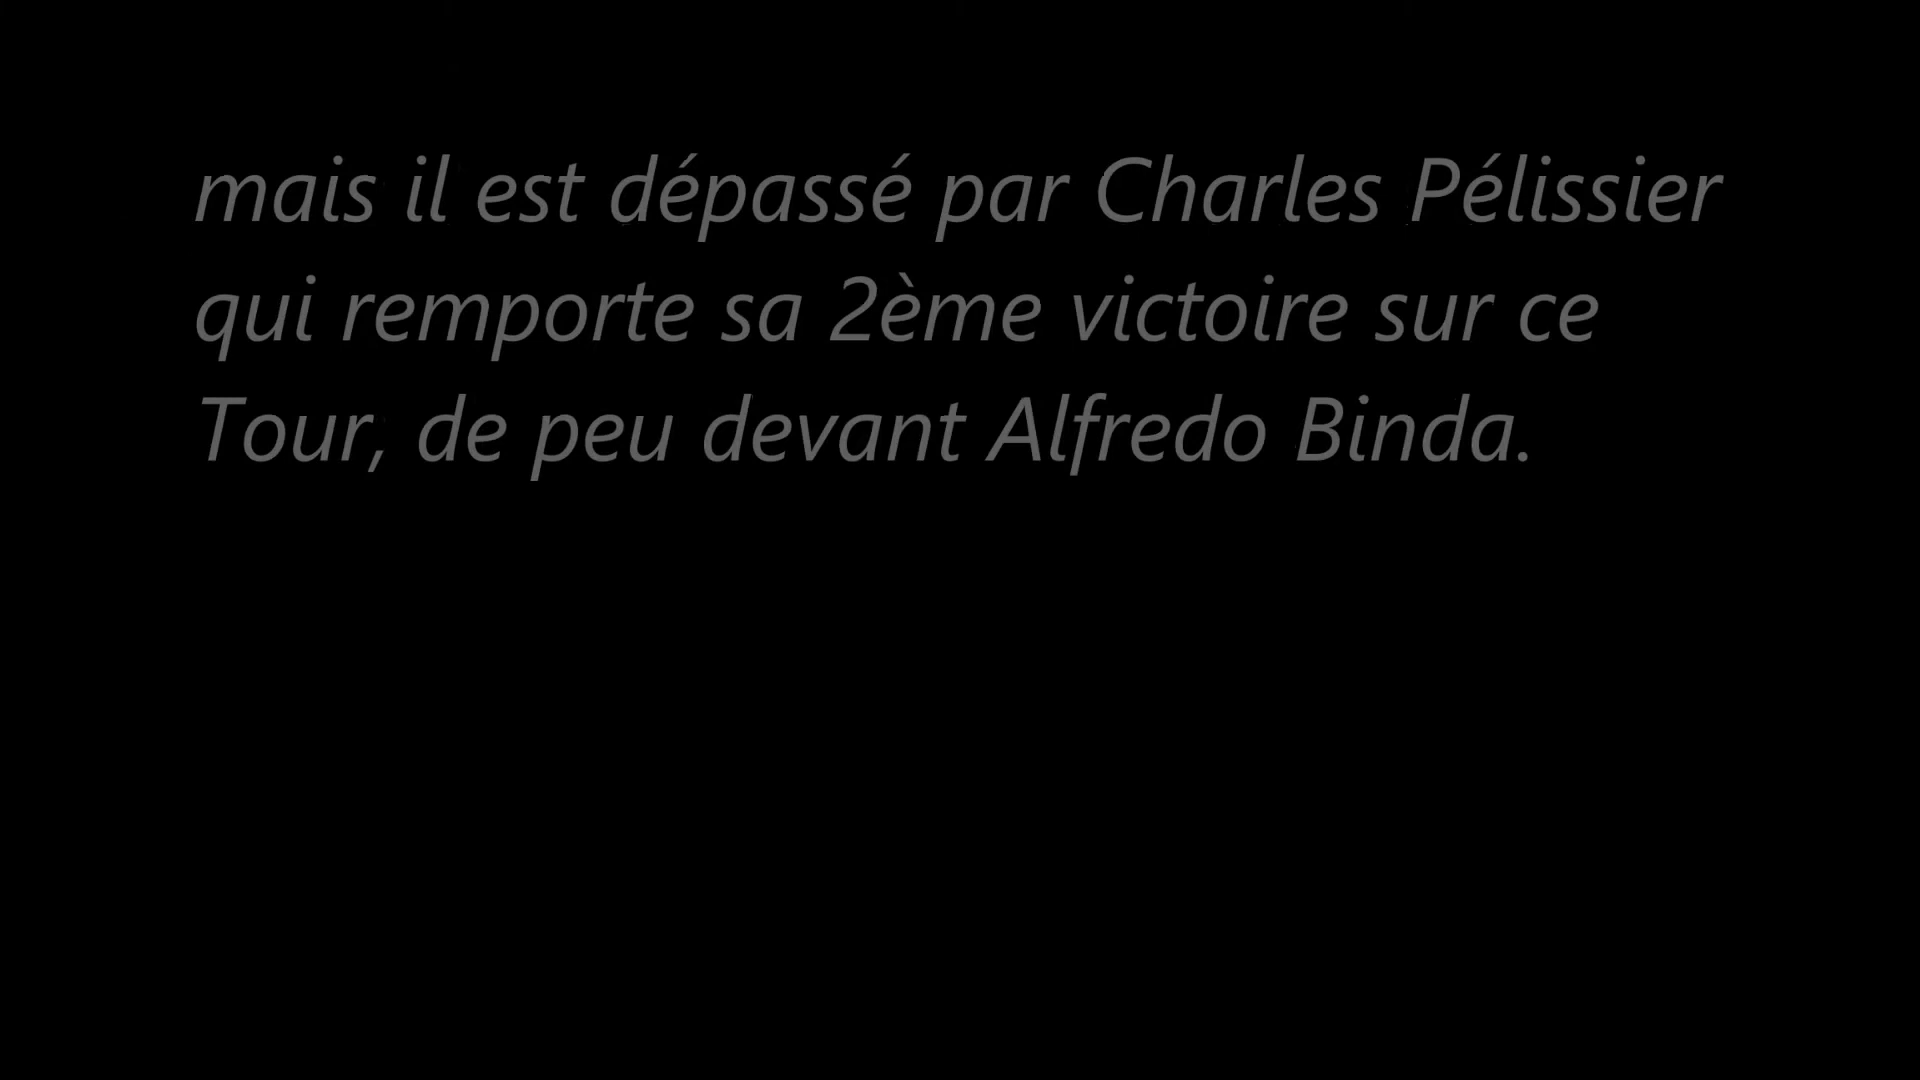 mais il est dépassé par Charles Pélissier
qui remporte sa 2ème victoire sur ce
Tour, de peu devant Alfredo Binda.